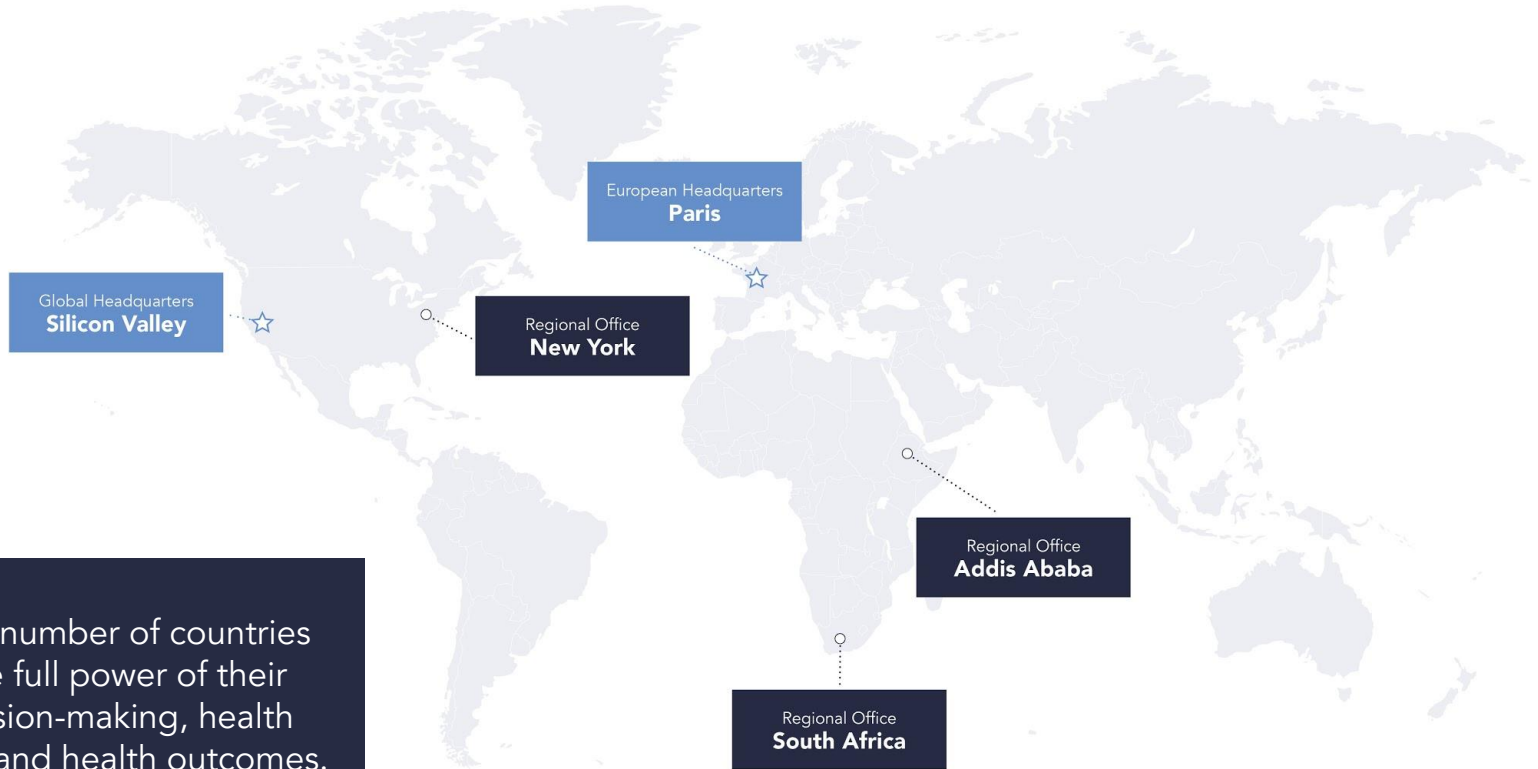 European Headquarters
Paris
Global Headquarters
Silicon Valley
Regional Office
New York
Regional Office
Addis Ababa
number of countries
full power of their
sion-making, health
and health outcomes.
Regional Office
South Africa